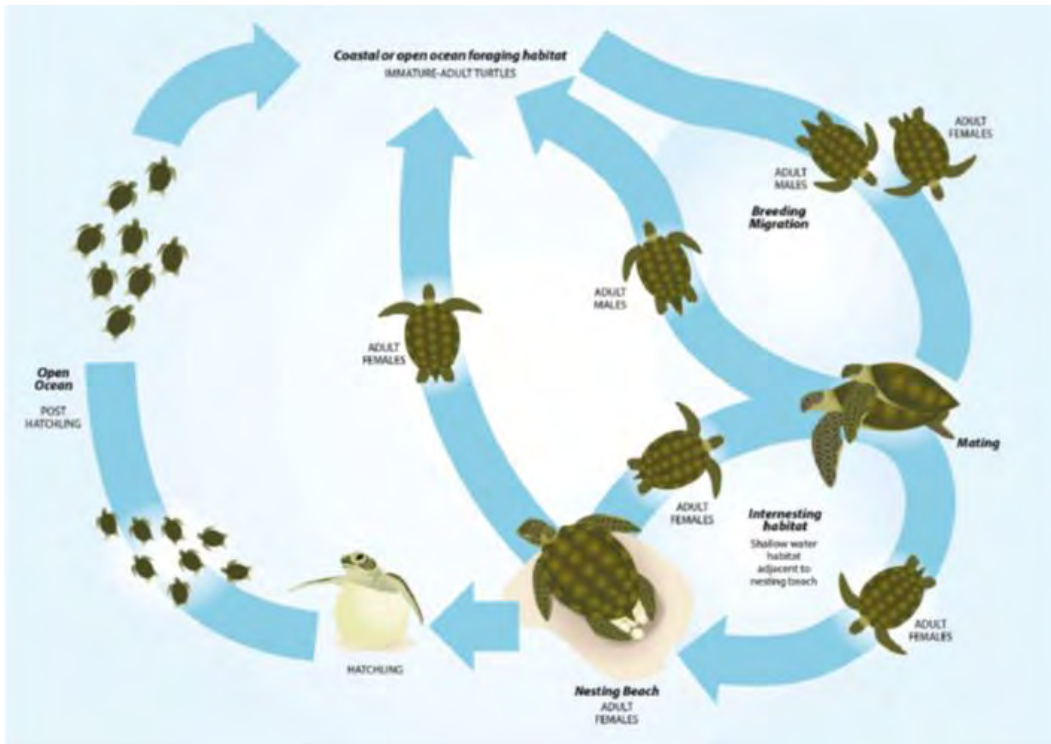 Coastal or open ocean foraging habitat
IMMATURE-ADULT TURTLES
ADULT
FEMALES
ADULT
MALES
Breeding
Migration
ADULT
MALES
ADULT
FEMALES
Open
Ocean
POST
HATCHLING
Mating
ADULT
FEMALES
Internesting
habitat
Shallow water
habitat
adjacent to
nesting beach
ADULT
FEMALES
HATCHLING
Nesting Beach
ADULT
FEMALES